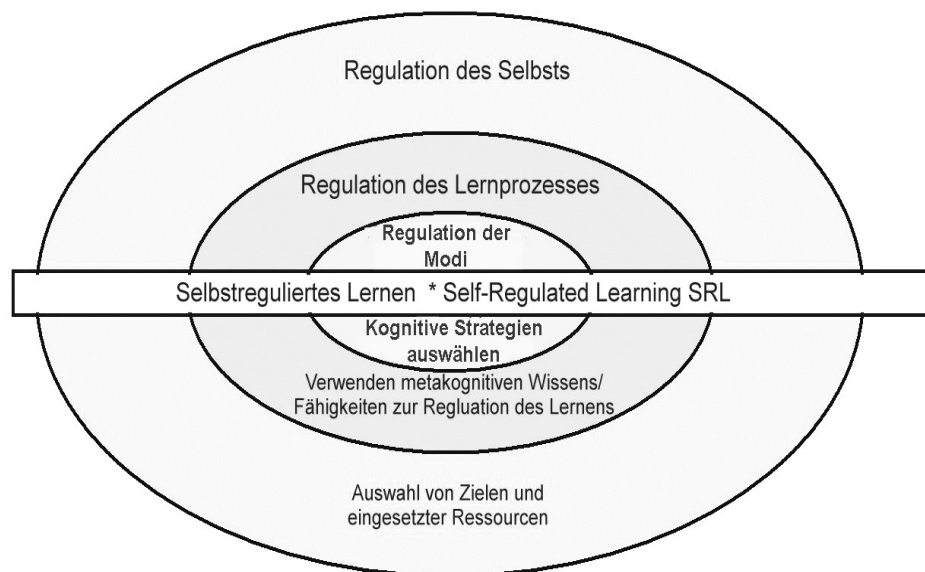 Regulation des Selbsts
Regulation des Lernprozesses
Regulation der
Modi
Selbstreguliertes Lernen * Self-Regulated Learning SRL
Kognitive Strategien
auswählen
Verwenden metakognitiven Wissens/
Fähigkeiten zur Regluation des Lernens
Auswahl von Zielen und
eingesetzter Ressourcen